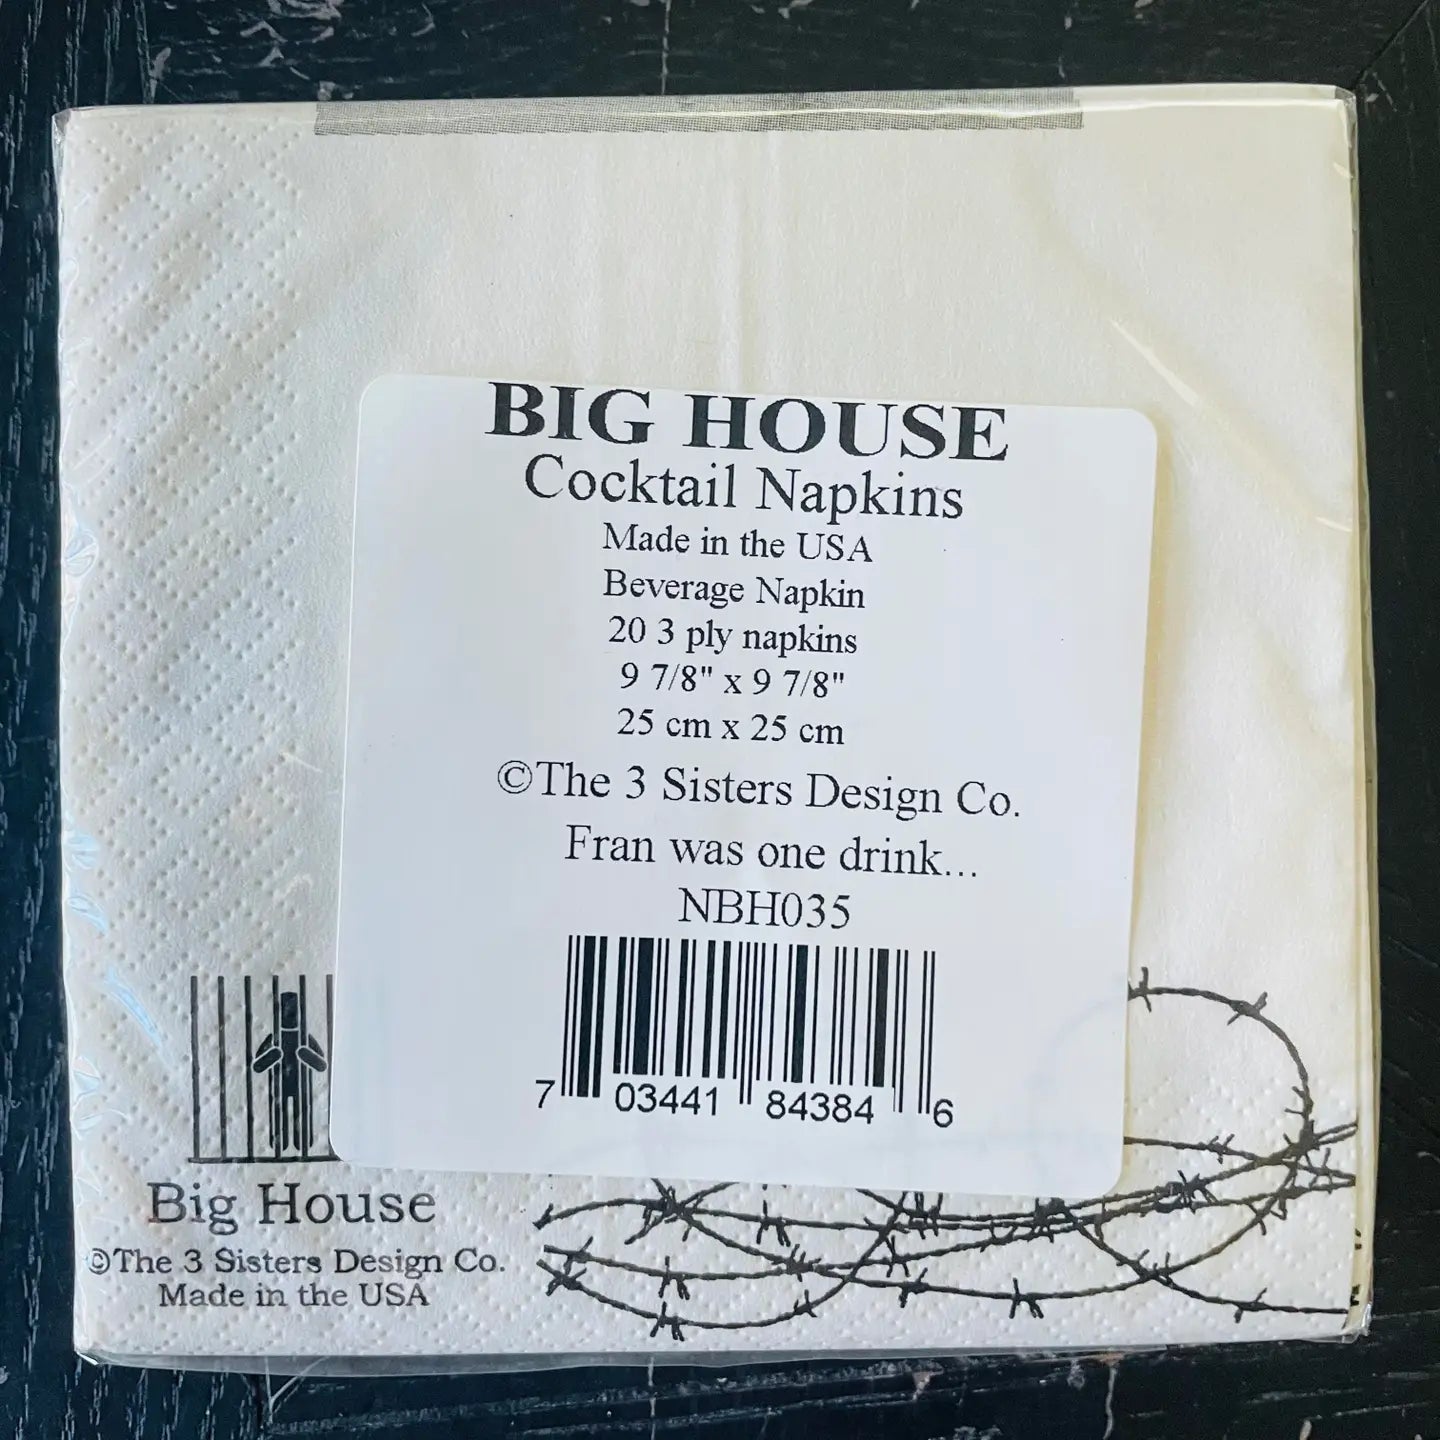 BIG HOUSE
Cocktail Napkins
Made in the USA
Beverage Napkin
20 3 ply napkins
9 7/8" x 9 7/8"
25 cm x 25 cm
©The 3 Sisters Design Co.
Fran was one drink...
NBH035
7 03441 84384 6
Big House
©The 3 Sisters Design Co.
Made in the USA